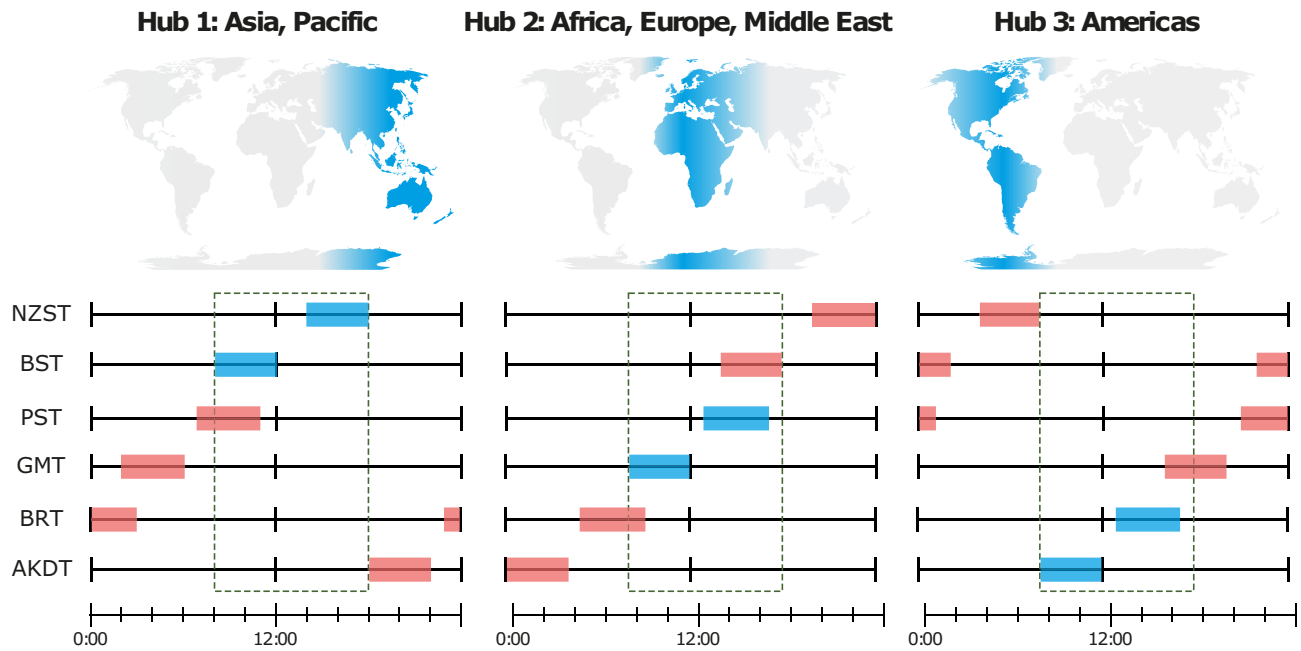 Hub 1: Asia, Pacific
Hub 2: Africa, Europe, Middle East
Hub 3: Americas
NZST
BST
PST
GMT
BRT
AKDT
0:00 12:00
0:00 12:00
0:00 12:00